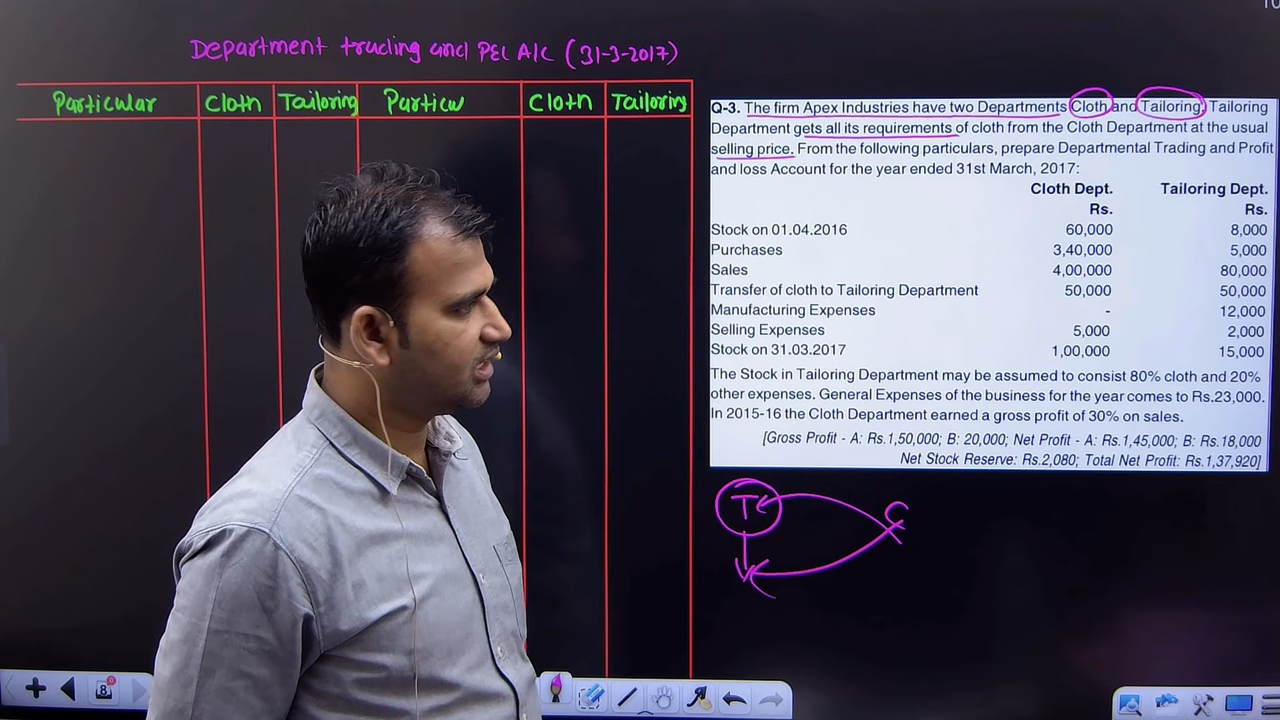 10
Department trading and P&L A/C (31-3-2017)
Particular Cloth Tailoring Particu Cloth Tailoring
Q-3. The firm Apex Industries have two Departments Cloth and Tailoring. Tailoring
Department gets all its requirements of cloth from the Cloth Department at the usual
selling price. From the following particulars, prepare Departmental Trading and Profit
and loss Account for the year ended 31st March, 2017:
Cloth Dept. Tailoring Dept.
Rs. Rs.
Stock on 01.04.2016 60,000 8,000
Purchases 3,40,000 5,000
Sales 4,00,000 80,000
Transfer of cloth to Tailoring Department 50,000 50,000
Manufacturing Expenses - 12,000
Selling Expenses 5,000 2,000
Stock on 31.03.2017 1,00,000 15,000
The Stock in Tailoring Department may be assumed to consist 80% cloth and 20%
other expenses. General Expenses of the business for the year comes to Rs.23,000.
In 2015-16 the Cloth Department earned a gross profit of 30% on sales.
[Gross Profit - A: Rs.1,50,000; B: 20,000; Net Profit - A: Rs.1,45,000; B: Rs.18,000
Net Stock Reserve: Rs.2,080; Total Net Profit: Rs.1,37,920]
T C
8